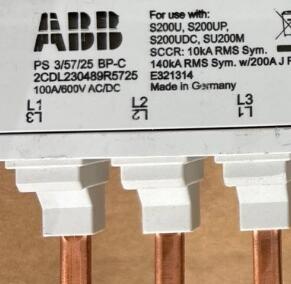 ABB
PS 3/57/25 BP-C
2CDL230489R5725
100A/600V AC/DC
For use with:
S200U, S200UP,
S200UDC, SU200M
SCCR: 10kA RMS Sym.
140kA RMS Sym. w/200A J F
E321314
Made in Germany
L1 L2 L3
L3 L2 L1